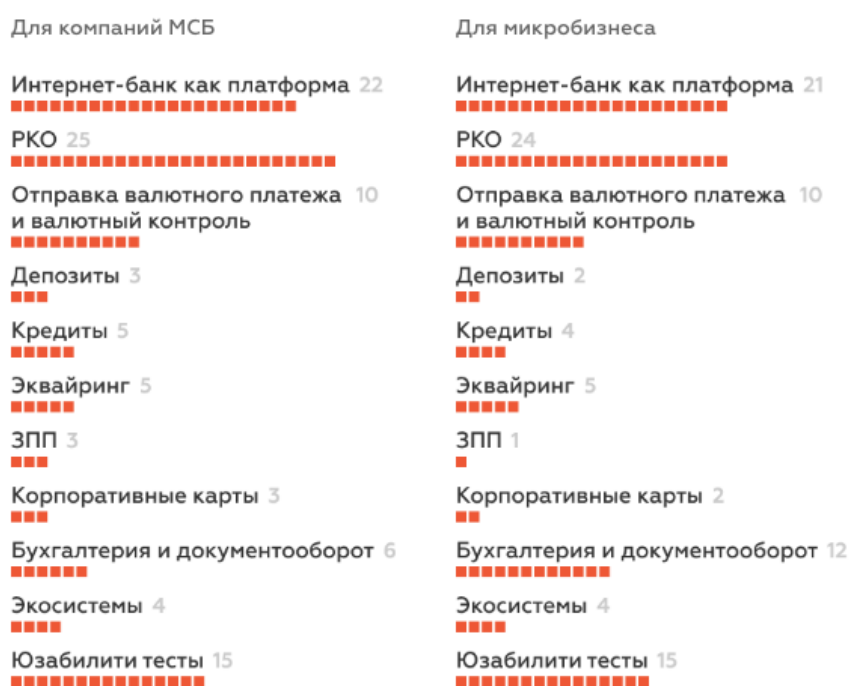 Для компаний МСБ
Интернет-банк как платформа 22
РКО 25
Отправка валютного платежа 10
и валютный контроль
Депозиты 3
Кредиты 5
Эквайринг 5
ЗПП 3
Корпоративные карты 3
Бухгалтерия и документооборот 6
Экосистемы 4
Юзабилити тесты 15
Для микробизнеса
Интернет-банк как платформа 21
РКО 24
Отправка валютного платежа 10
и валютный контроль
Депозиты 2
Кредиты 4
Эквайринг 5
ЗПП 1
Корпоративные карты 2
Бухгалтерия и документооборот 12
Экосистемы 4
Юзабилити тесты 15